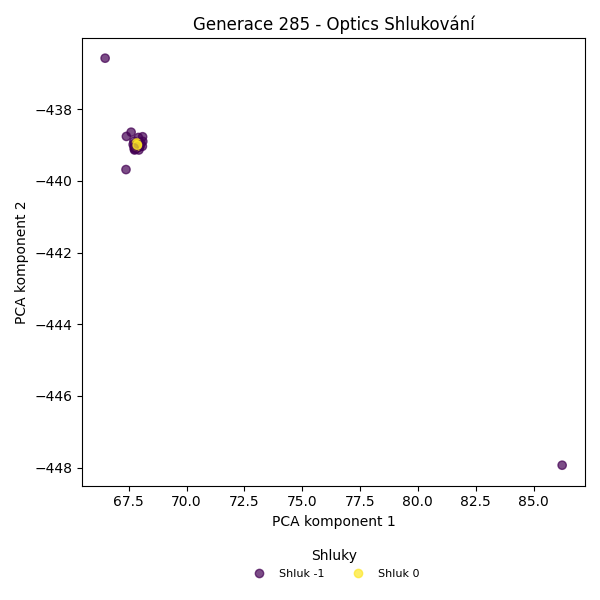 Generace 285 - Optics Shlukování
−438
−440
−442
−444
−446
−448
PCA komponent 2
67.5 70.0 72.5 75.0 77.5 80.0 82.5 85.0
PCA komponent 1
Shluky
Shluk -1 Shluk 0